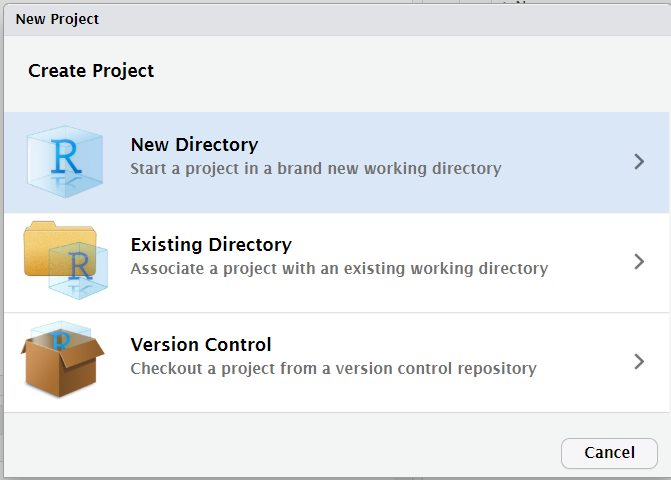 New Project
Create Project
R
New Directory
Start a project in a brand new working directory
R
Existing Directory
Associate a project with an existing working directory
R
Version Control
Checkout a project from a version control repository
Cancel